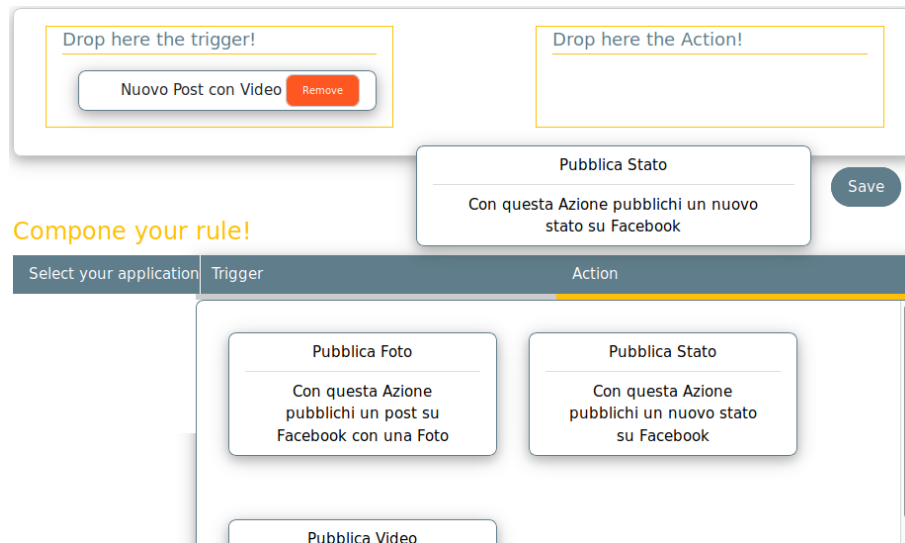 Drop here the trigger!
Drop here the Action!
Nuovo Post con Video
Remove
Pubblica Stato
Con questa Azione pubblichi un nuovo
stato su Facebook
Save
Compone your rule!
Select your application
Trigger
Action
Pubblica Foto
Con questa Azione
pubblichi un post su
Facebook con una Foto
Pubblica Stato
Con questa Azione
pubblichi un nuovo stato
su Facebook
Pubblica Video